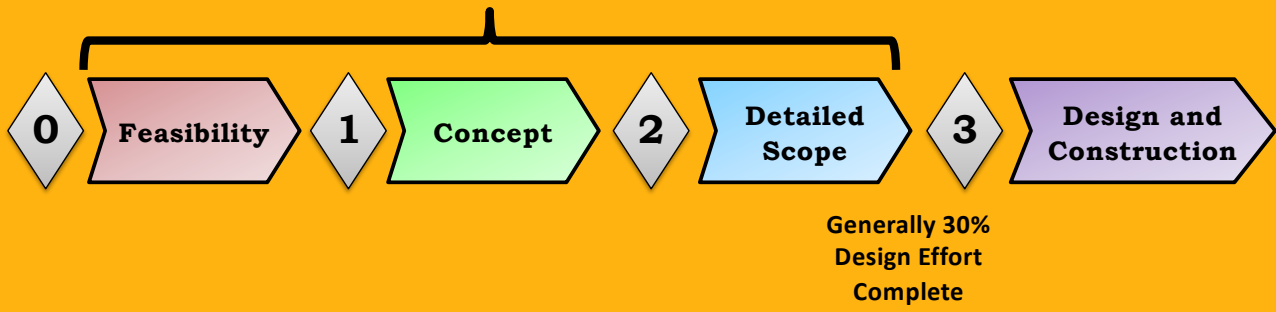 0
Feasibility
1
Concept
2
Detailed
Scope
3
Design and
Construction
Generally 30%
Design Effort
Complete